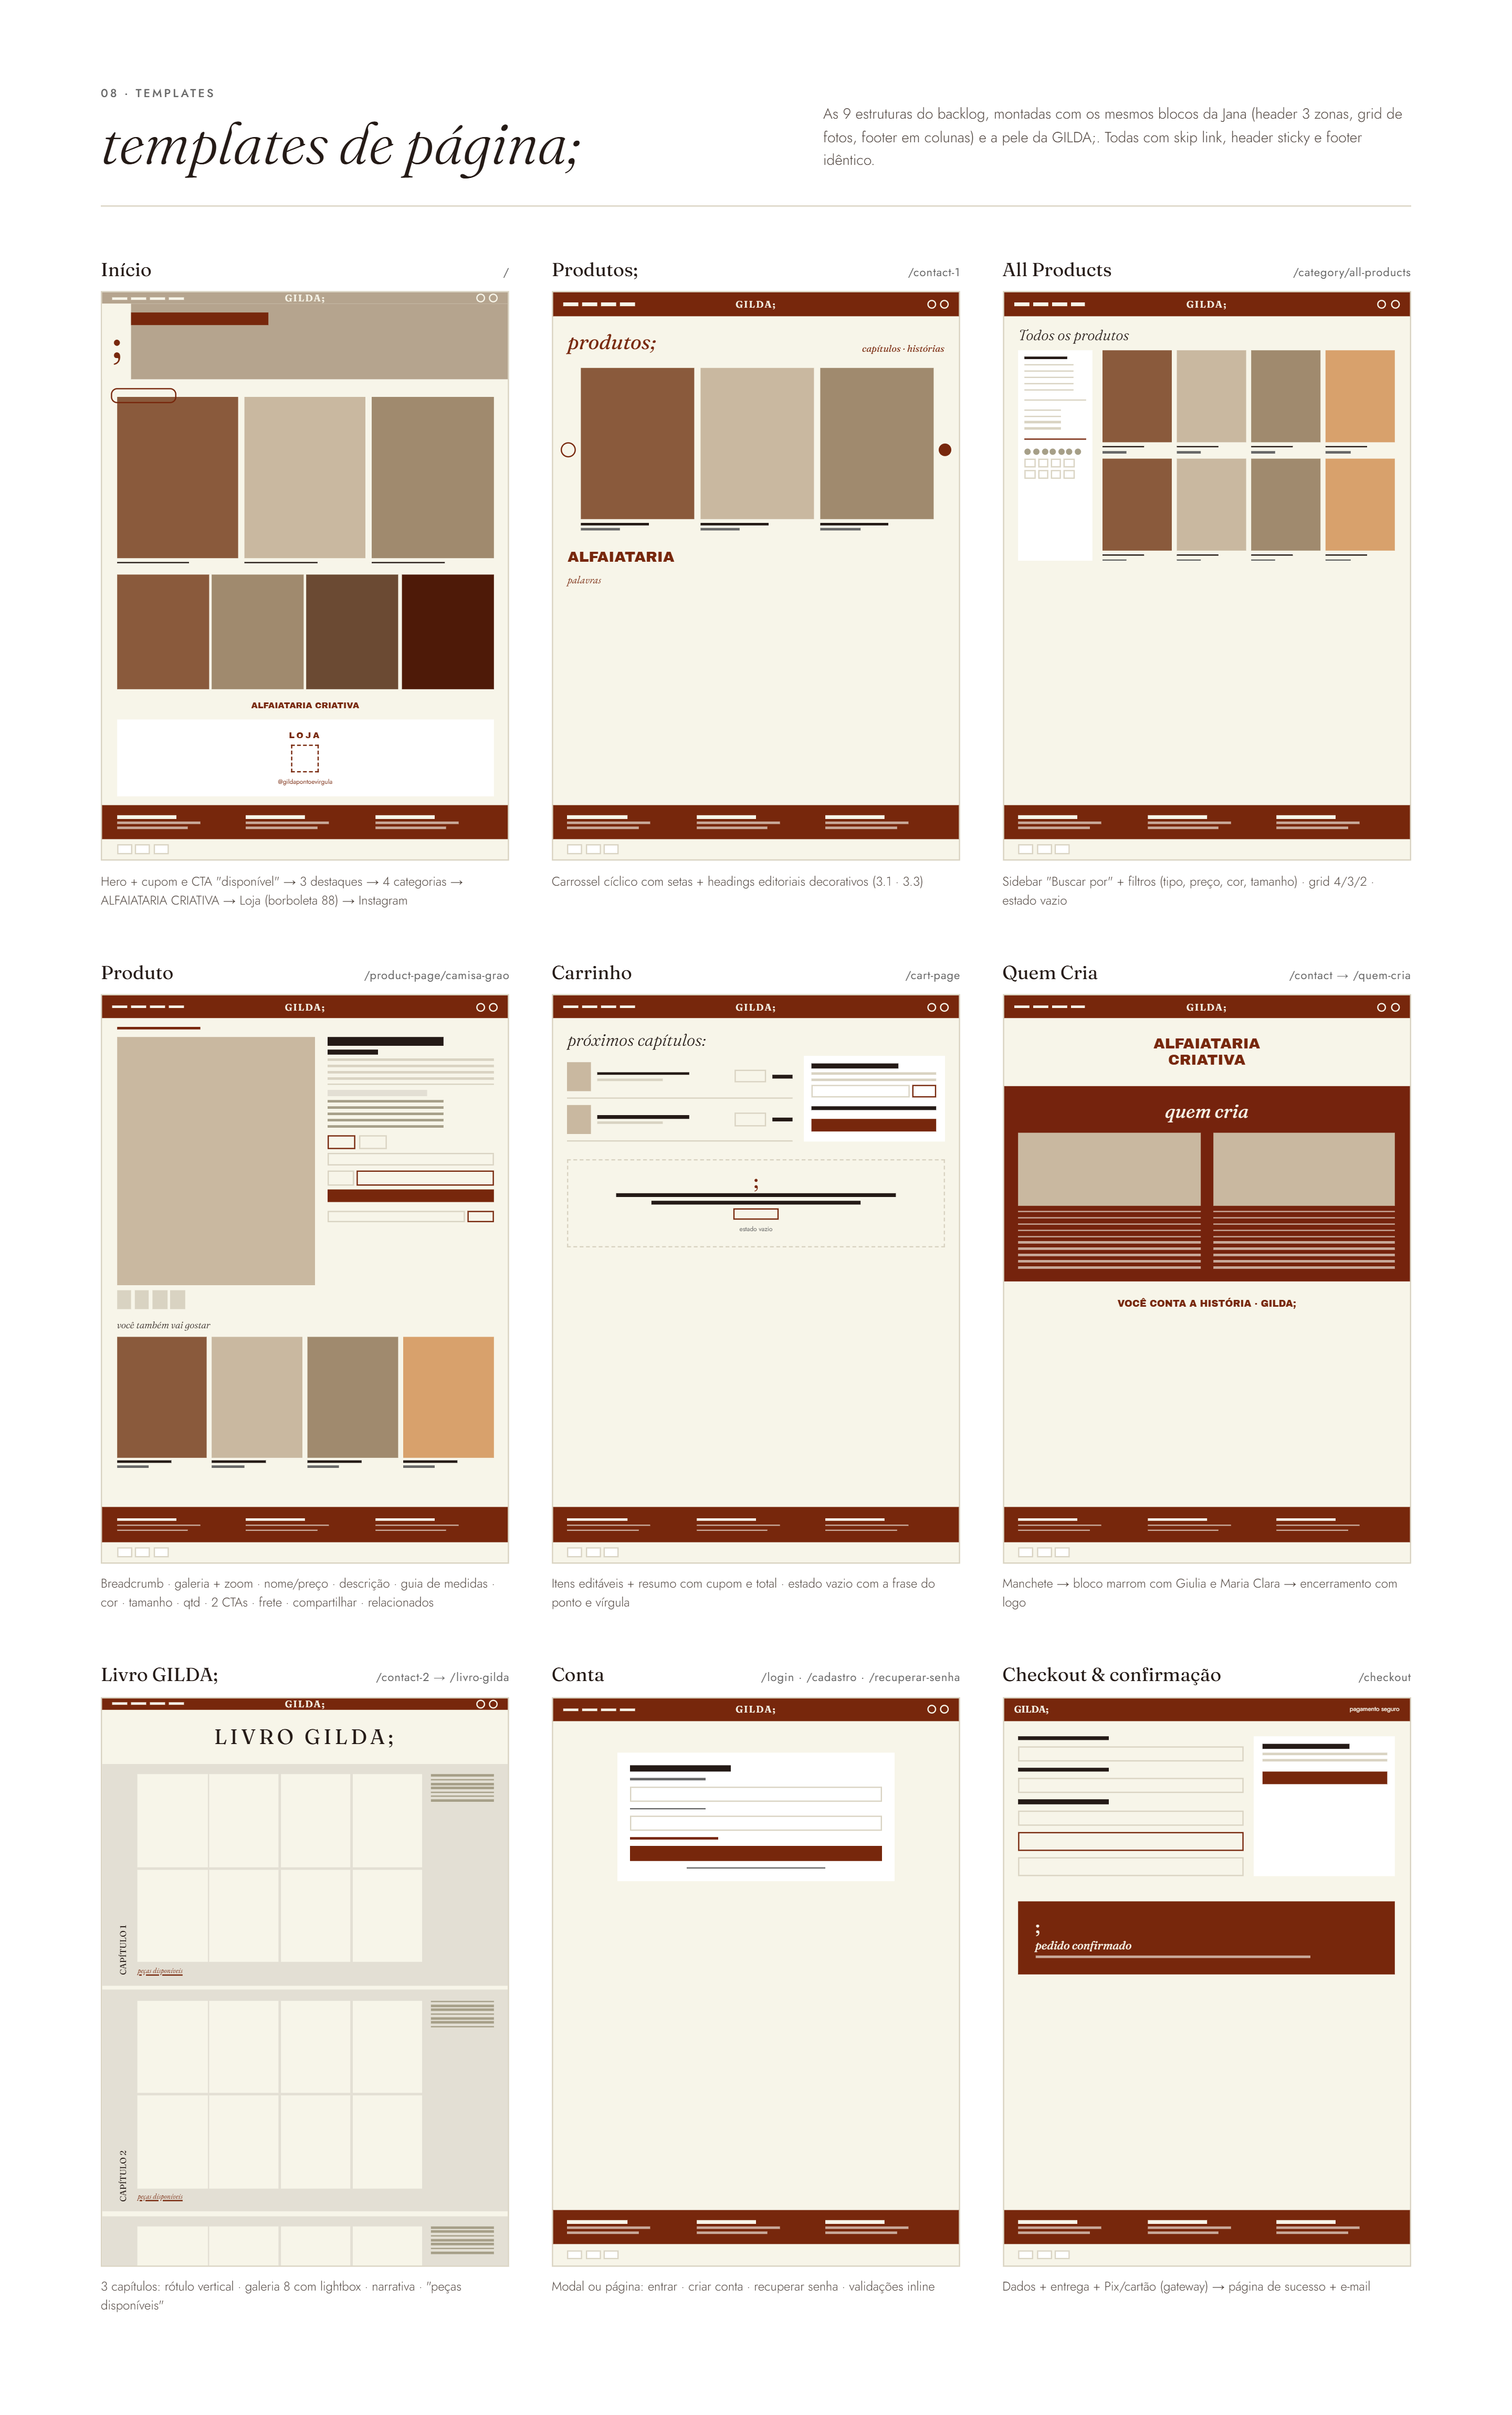 08 · TEMPLATES
templates de página;
As 9 estruturas do backlog, montadas com os mesmos blocos da Jana (header 3 zonas, grid de
fotos, footer em colunas) e a pele da GILDA;. Todas com skip link, header sticky e footer
idêntico.
Início
/
GILDA;
;
ALFAIATARIA CRIATIVA
LOJA
@gildapontoevirgula
Hero + cupom e CTA "disponível" → 3 destaques → 4 categorias →
ALFAIATARIA CRIATIVA → Loja (borboleta 88) → Instagram
Produtos;
/contact-1
GILDA;
produtos;
capítulos · histórias
ALFAIATARIA
palavras
Carrossel cíclico com setas + headings editoriais decorativos (3.1 · 3.3)
All Products
/category/all-products
GILDA;
Todos os produtos
Sidebar "Buscar por" + filtros (tipo, preço, cor, tamanho) · grid 4/3/2 ·
estado vazio
Produto
/product-page/camisa-grao
GILDA;
você também vai gostar
Breadcrumb · galeria + zoom · nome/preço · descrição · guia de medidas ·
cor · tamanho · qtd · 2 CTAs · frete · compartilhar · relacionados
Carrinho
/cart-page
GILDA;
próximos capítulos:
;
estado vazio
Itens editáveis + resumo com cupom e total · estado vazio com a frase do
ponto e vírgula
Quem Cria
/contact → /quem-cria
GILDA;
ALFAIATARIA
CRIATIVA
quem cria
VOCÊ CONTA A HISTÓRIA · GILDA;
Manchete → bloco marrom com Giulia e Maria Clara → encerramento com
logo
Livro GILDA;
/contact-2 → /livro-gilda
GILDA;
LIVRO GILDA;
CAPÍTULO 1
peças disponíveis
CAPÍTULO 2
peças disponíveis
3 capítulos: rótulo vertical · galeria 8 com lightbox · narrativa · "peças
disponíveis"
Conta
/login · /cadastro · /recuperar-senha
GILDA;
Modal ou página: entrar · criar conta · recuperar senha · validações inline
Checkout & confirmação
/checkout
GILDA;
pagamento seguro
;
pedido confirmado
Dados + entrega + Pix/cartão (gateway) → página de sucesso + e-mail